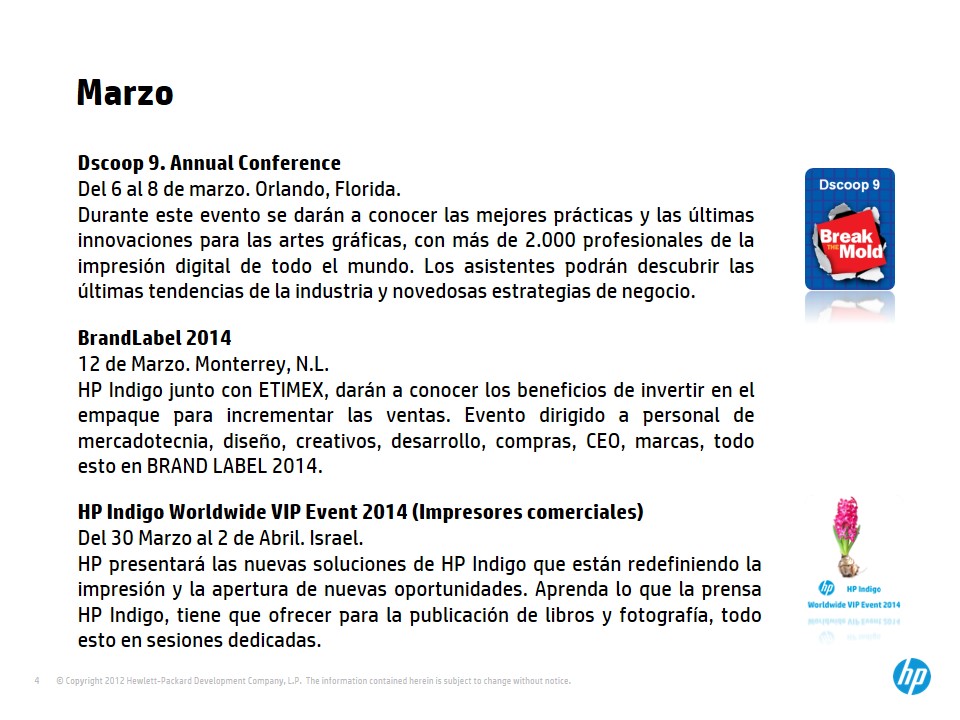 Marzo
Dscoop 9. Annual Conference
Del 6 al 8 de marzo. Orlando, Florida.
Durante este evento se darán a conocer las mejores prácticas y las últimas
innovaciones para las artes gráficas, con más de 2.000 profesionales de la
impresión digital de todo el mundo. Los asistentes podrán descubrir las
últimas tendencias de la industria y novedosas estrategias de negocio.
Dscoop 9
Break
THE
Mold
BrandLabel 2014
12 de Marzo. Monterrey, N.L.
HP Indigo junto con ETIMEX, darán a conocer los beneficios de invertir en el
empaque para incrementar las ventas. Evento dirigido a personal de
mercadotecnia, diseño, creativos, desarrollo, compras, CEO, marcas, todo
esto en BRAND LABEL 2014.
HP Indigo Worldwide VIP Event 2014 (Impresores comerciales)
Del 30 Marzo al 2 de Abril. Israel.
HP presentará las nuevas soluciones de HP Indigo que están redefiniendo la
impresión y la apertura de nuevas oportunidades. Aprenda lo que la prensa
HP Indigo, tiene que ofrecer para la publicación de libros y fotografía, todo
esto en sesiones dedicadas.
hp HP Indigo
Worldwide VIP Event 2014
4 © Copyright 2012 Hewlett-Packard Development Company, L.P. The information contained herein is subject to change without notice.
hp